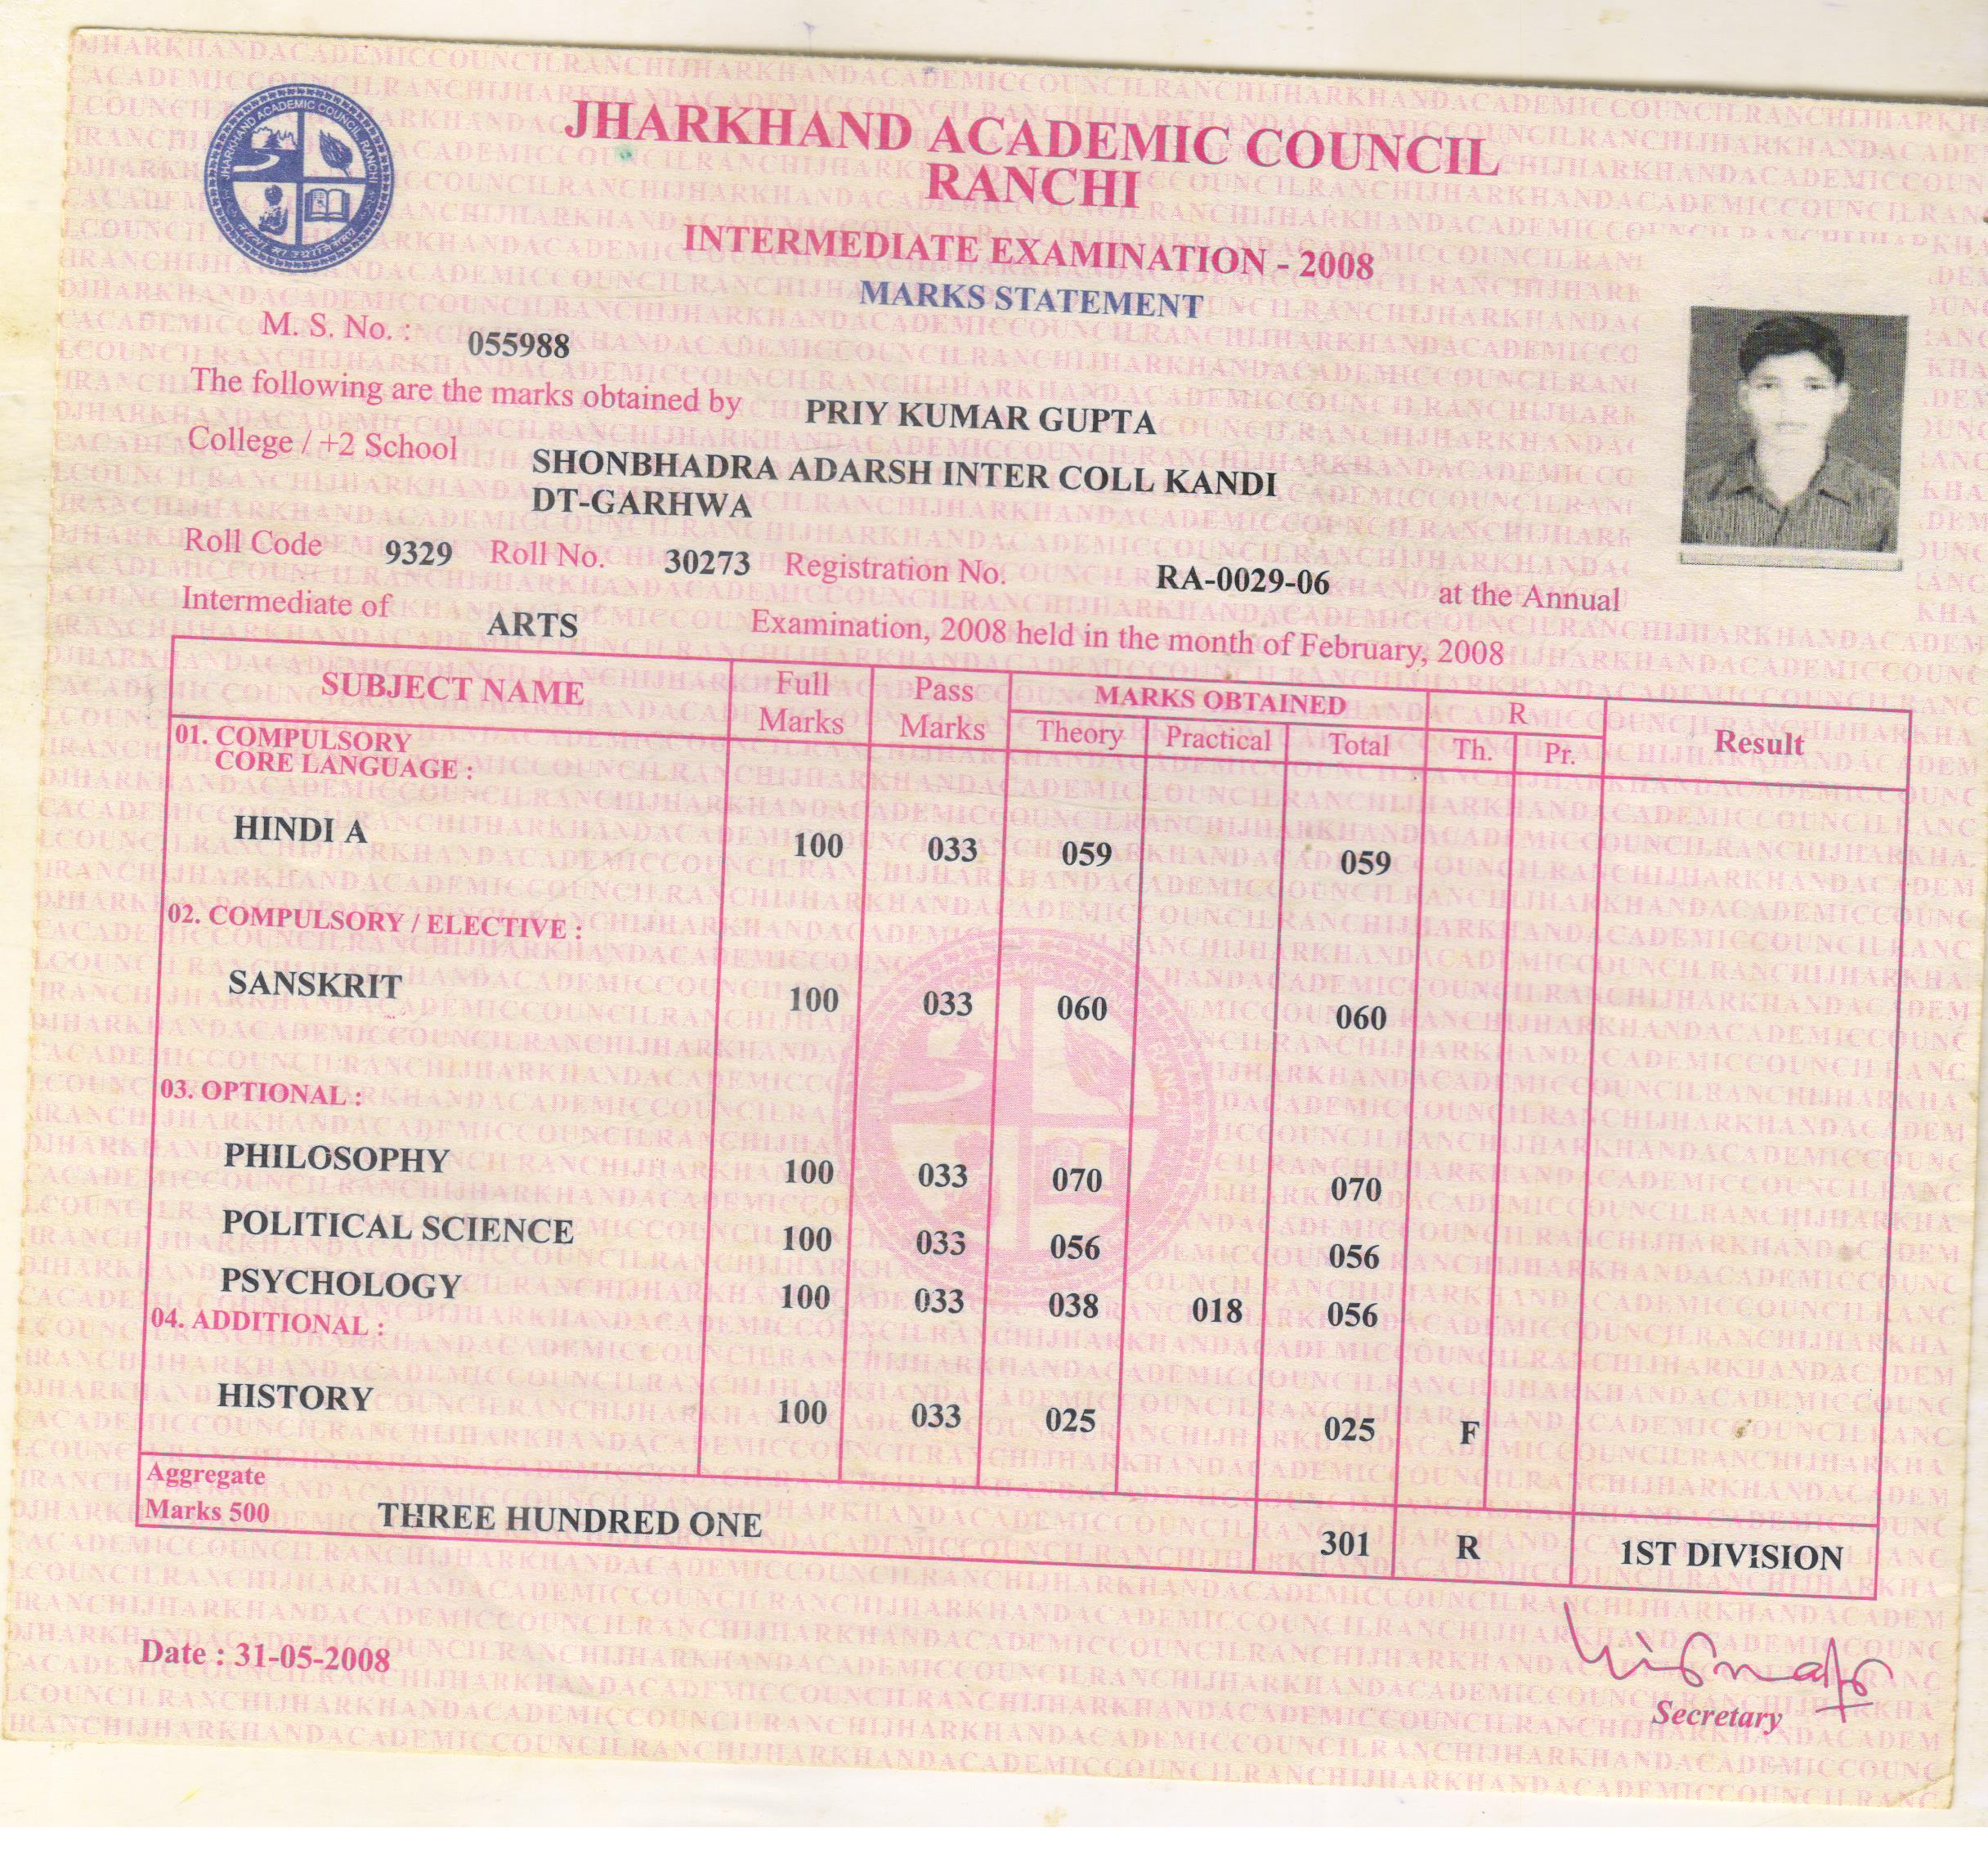 JHARKHAND ACADEMIC COUNCIL RANCHI
JHARKHAND ACADEMIC COUNCIL
RANCHI
INTERMEDIATE EXAMINATION - 2008
MARKS STATEMENT
M. S. No. : 055988
The following are the marks obtained by PRIY KUMAR GUPTA
College / +2 School SHONBHADRA ADARSH INTER COLL KANDI
DT-GARHWA
Roll Code 9329 Roll No. 30273 Registration No. RA-0029-06 at the Annual
Intermediate of ARTS Examination, 2008 held in the month of February, 2008
SUBJECT NAME Full Marks Pass Marks MARKS OBTAINED R Result
Theory Practical Total Th. Pr.
01. COMPULSORY
CORE LANGUAGE :
HINDI A 100 033 059 059
02. COMPULSORY / ELECTIVE :
SANSKRIT 100 033 060 060
03. OPTIONAL :
PHILOSOPHY 100 033 070 070
POLITICAL SCIENCE 100 033 056 056
PSYCHOLOGY 100 033 038 018 056
04. ADDITIONAL :
HISTORY 100 033 025 025 F
Aggregate
Marks 500 THREE HUNDRED ONE 301 R 1ST DIVISION
Date : 31-05-2008
Secretary